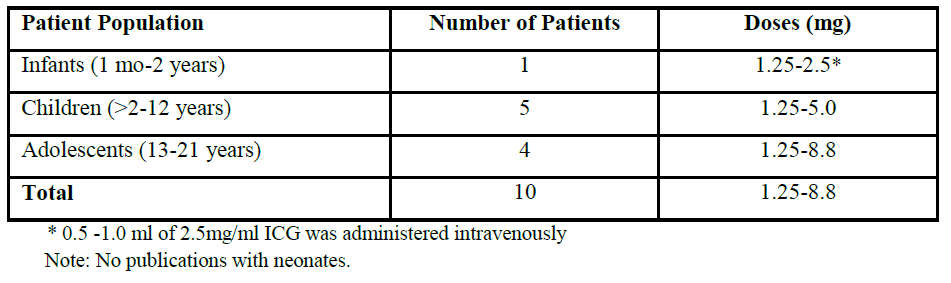 Patient Population Number of Patients Doses (mg)
Infants (1 mo-2 years) 1 1.25-2.5*
Children (>2-12 years) 5 1.25-5.0
Adolescents (13-21 years) 4 1.25-8.8
Total 10 1.25-8.8
* 0.5 -1.0 ml of 2.5mg/ml ICG was administered intravenously
Note: No publications with neonates.